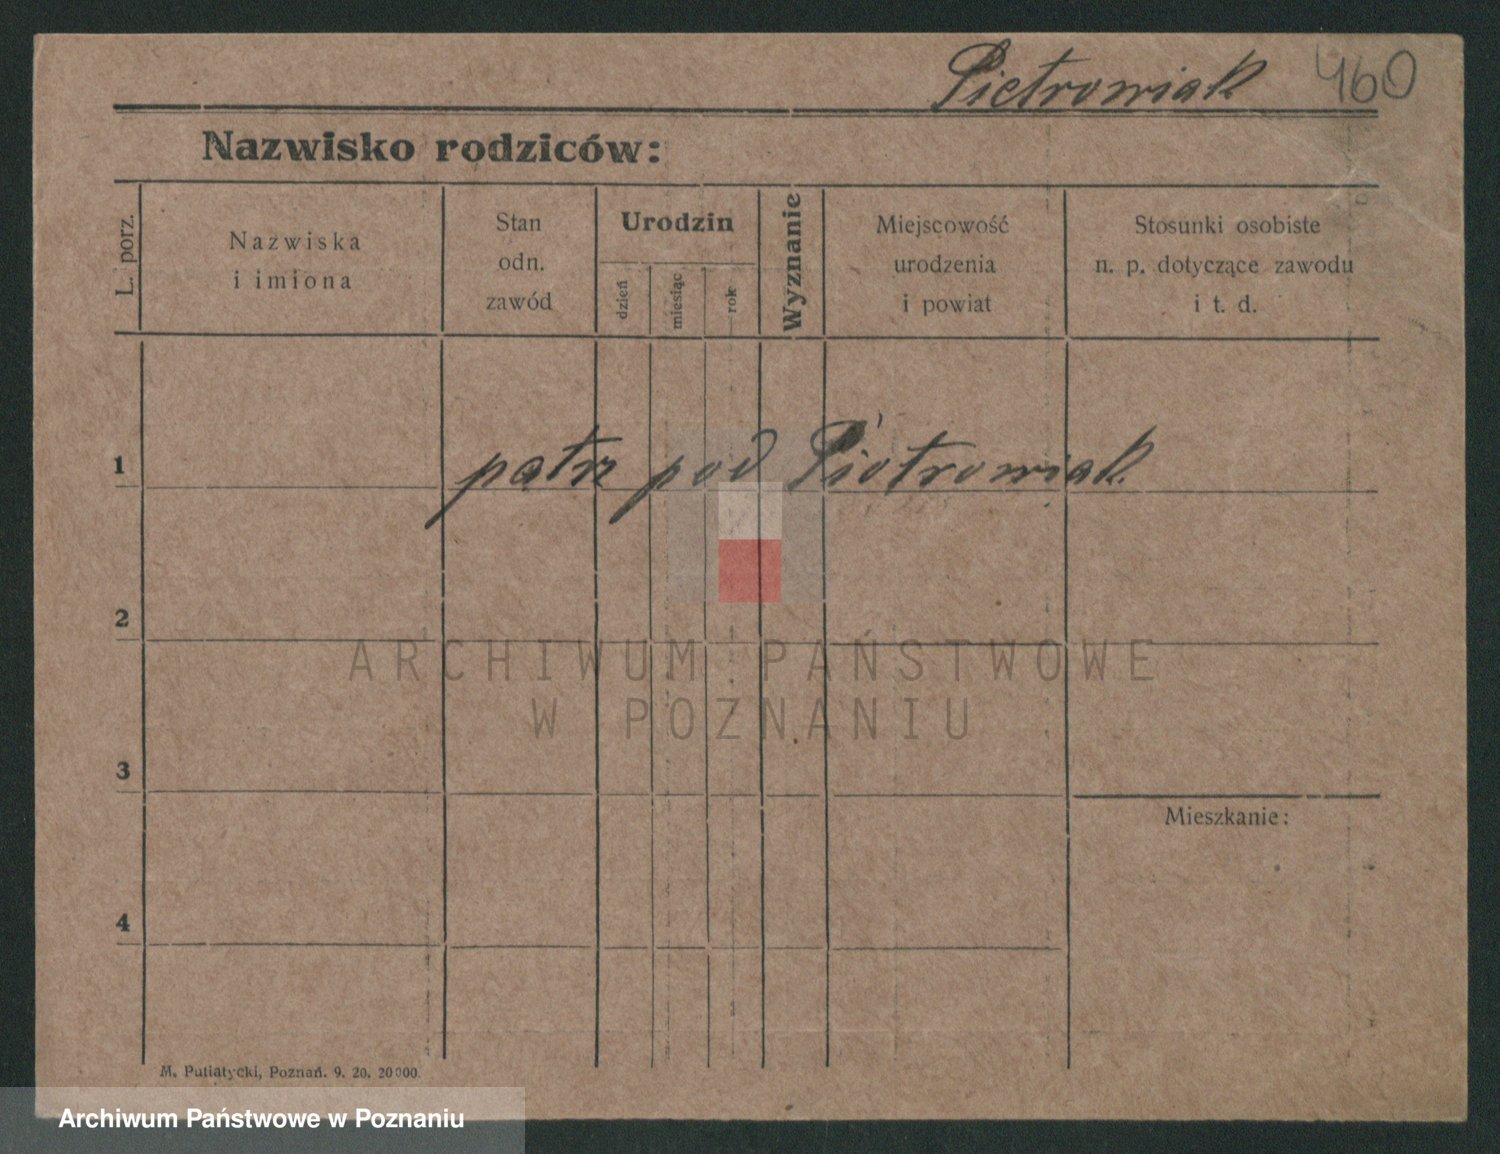 Pietrowiak 460
Nazwisko rodziców:
L. porz.
Nazwiska
i imiona
Stan
odn.
zawód
Urodzin
dzień
miesiąc
rok
Wyznanie
Miejscowość
urodzenia
i powiat
Stosunki osobiste
n. p. dotyczące zawodu
i t. d.
1
patrz pod Piotrowiak
2
ARCHIWUM PAŃSTWOWE
W POZNANIU
3
Mieszkanie:
4
M. Putiatycki, Poznań. 9. 20. 20000.
Archiwum Państwowe w Poznaniu